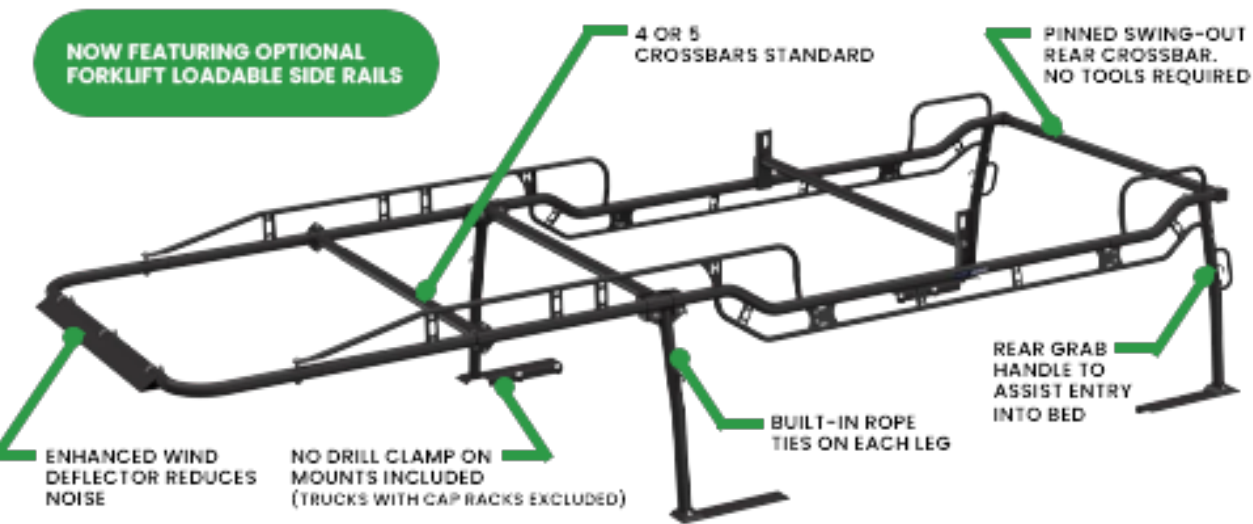 NOW FEATURING OPTIONAL
FORKLIFT LOADABLE SIDE RAILS
4 OR 5
CROSSBARS STANDARD
PINNED SWING-OUT
REAR CROSSBAR.
NO TOOLS REQUIRED
REAR GRAB
HANDLE TO
ASSIST ENTRY
INTO BED
BUILT-IN ROPE
TIES ON EACH LEG
NO DRILL CLAMP ON
MOUNTS INCLUDED
(TRUCKS WITH CAP RACKS EXCLUDED)
ENHANCED WIND
DEFLECTOR REDUCES
NOISE